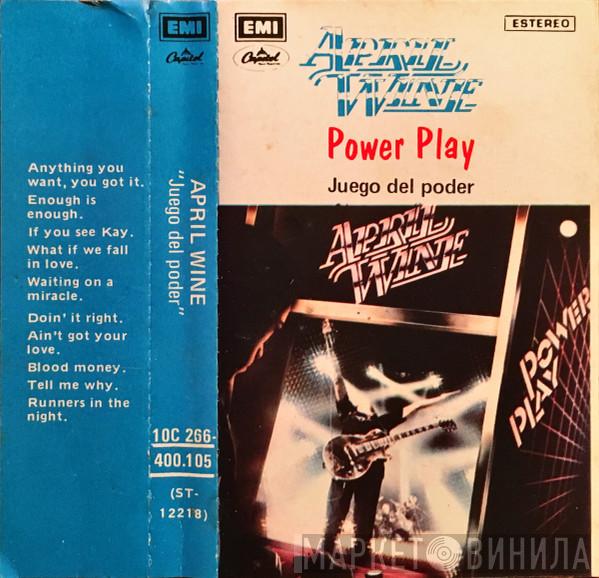 Anything you
want, you got it.
Enough is
enough.
If you see Kay.
What if we fall
in love.
Waiting on a
miracle.
Doin' it right.
Ain't got your
love.
Blood money.
Tell me why.
Runners in the
night.
EMI
Capitol
APRIL WINE
"Juego del poder"
10C 266-
400.105
(ST-
12218)
EMI
Capitol
ESTEREO
APRIL
WINE
Power Play
Juego del poder
APRIL
WINE
POWER
PLAY
МАРКЕТ ВИНИЛА